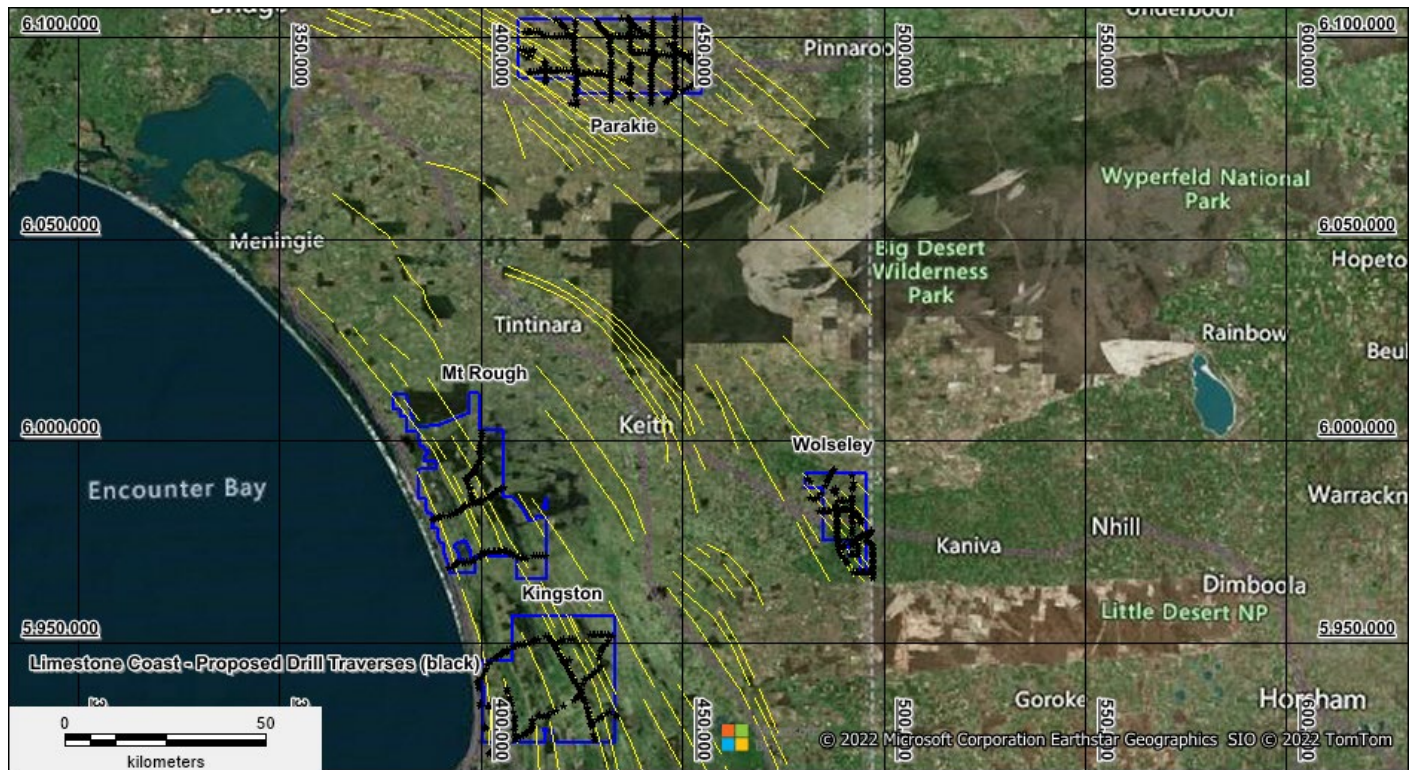 Underbool
6.100.000
350.000
400.000
450.000
500.000
550.000
600.000
6.100.000
Pinnaroo
Parakie
Wyperfeld National
Park
6.050.000
Meningie
6.050.000
Big Desert
Wilderness
Park
Hopeto
Tintinara
Rainbow
Beul
Mt Rough
6.000.000
Keith
Wolseley
6.000.000
Encounter Bay
Warrackn
Nhill
Kaniva
Kingston
Dimboola
Little Desert NP
5.950.000
5.950.000
Limestone Coast - Proposed Drill Traverses (black)
Goroke
Horsham
400.000
450.000
500.000
550.000
600.000
0 50
kilometers
© 2022 Microsoft Corporation Earthstar Geographics SIO © 2022 TomTom